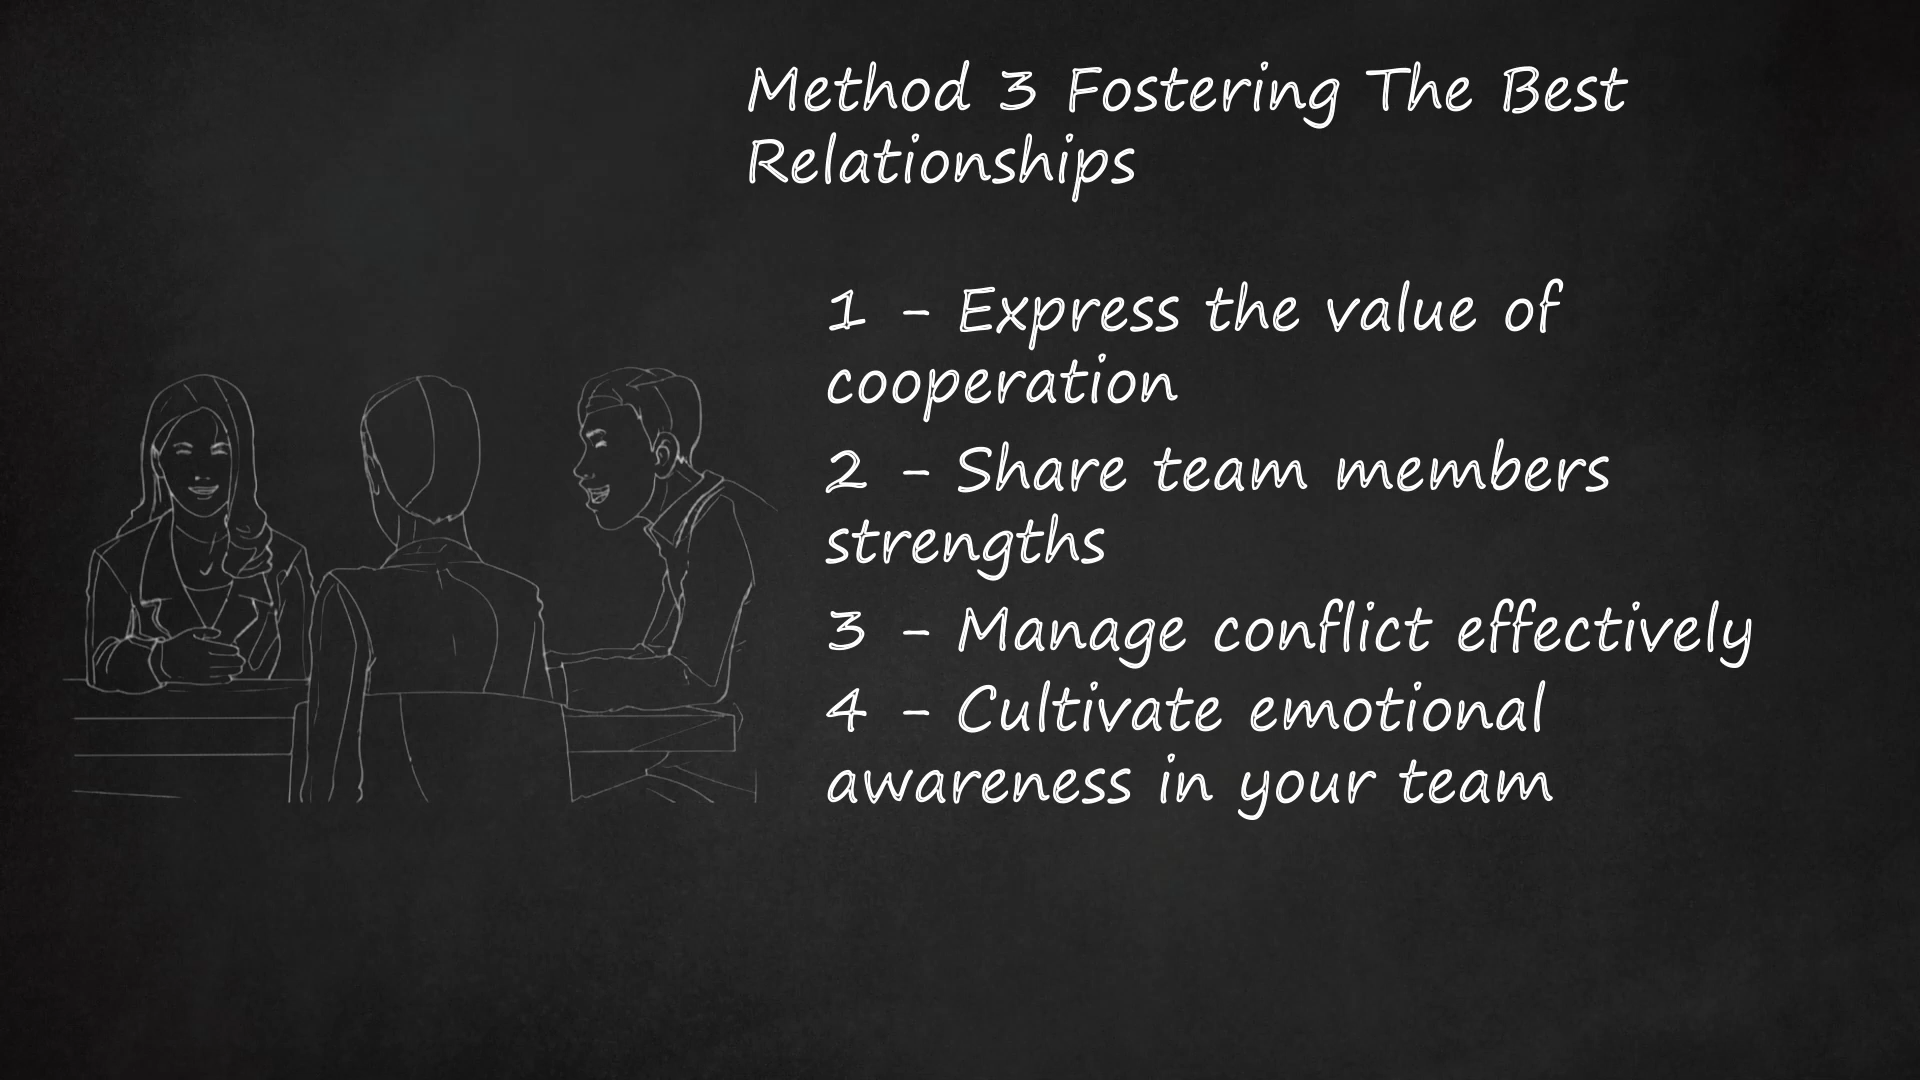 Method 3 Fostering The Best
Relationships
1 - Express the value of
cooperation
2 - Share team members
strengths
3 - Manage conflict effectively
4 - Cultivate emotional
awareness in your team